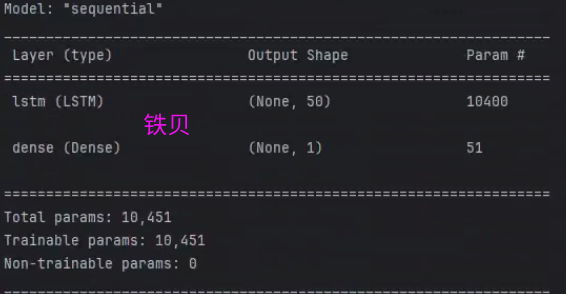 Model: "sequential"
_________________________________________________________________
Layer (type) Output Shape Param #
=================================================================
lstm (LSTM) (None, 50) 10400
铁贝
dense (Dense) (None, 1) 51
=================================================================
Total params: 10,451
Trainable params: 10,451
Non-trainable params: 0
_________________________________________________________________